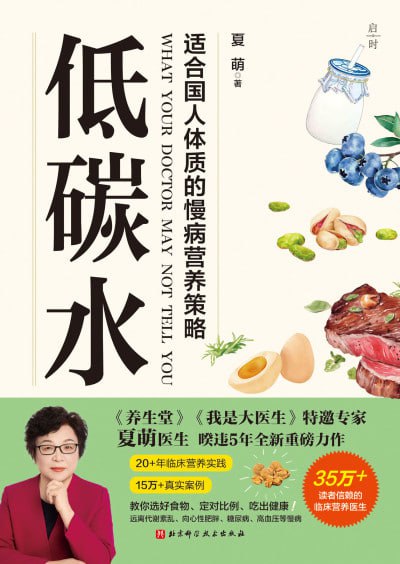 启时
夏萌 著
适合国人体质的慢病营养策略
WHAT YOUR DOCTOR MAY NOT TELL YOU
低碳水
《养生堂》《我是大医生》特邀专家
夏萌医生 暌违5年全新重磅力作
20+年临床营养实践
15万+真实案例
教你选好食物、定对比例、吃出健康!
远离代谢紊乱、向心性肥胖、糖尿病、高血压等慢病
35万+
读者信赖的
临床营养医生
北京科学技术出版社